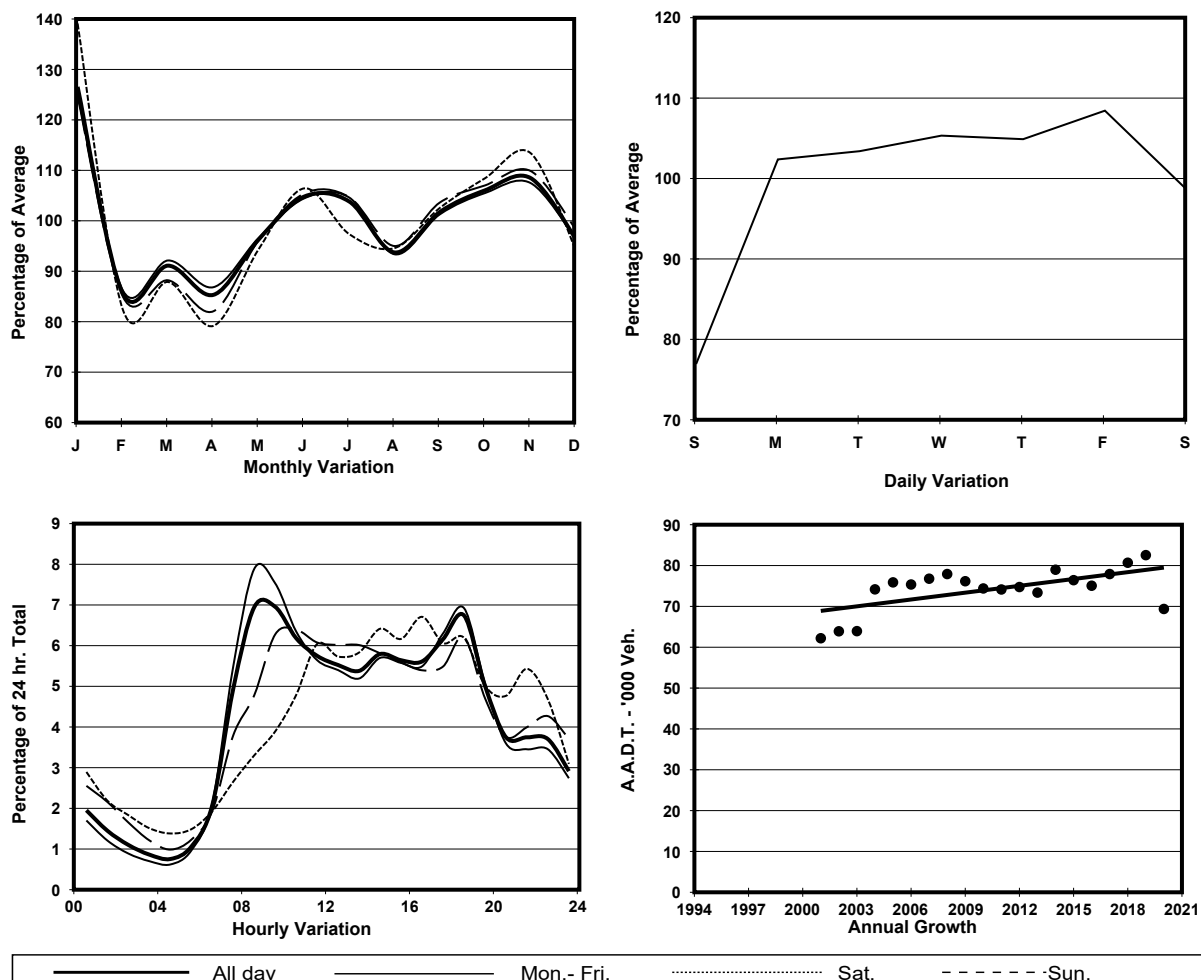 140
130
120
110
100
90
80
70
60
Percentage of Average
J F M A M J J A S O N D
Monthly Variation
120
110
100
90
80
70
Percentage of Average
S M T W T F S
Daily Variation
9
8
7
6
5
4
3
2
1
0
Percentage of 24 hr. Total
00 04 08 12 16 20 24
Hourly Variation
90
80
70
60
50
40
30
20
10
0
A.A.D.T. - '000 Veh.
1994 1997 2000 2003 2006 2009 2012 2015 2018 2021
Annual Growth
All day Mon.- Fri. Sat. Sun.